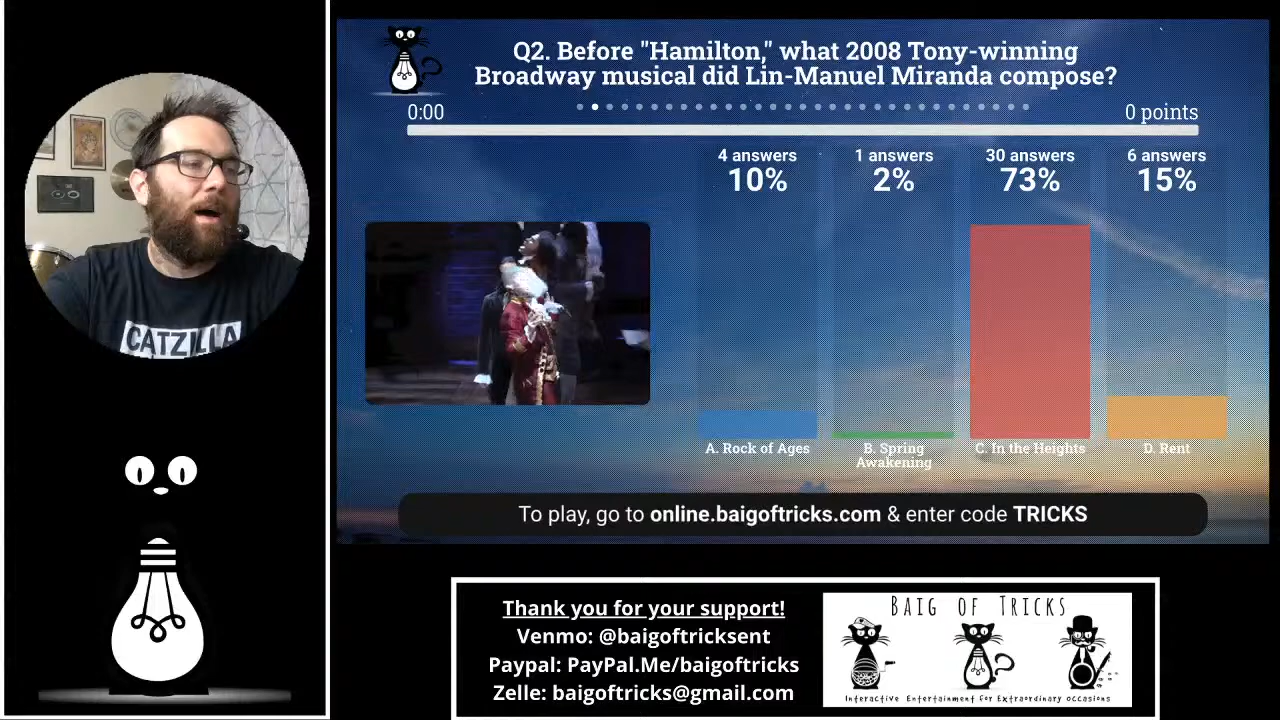 CATZILLA
Q2. Before "Hamilton," what 2008 Tony-winning
Broadway musical did Lin-Manuel Miranda compose?
0:00
0 points
4 answers
10%
1 answers
2%
30 answers
73%
6 answers
15%
A. Rock of Ages
B. Spring
Awakening
C. In the Heights
D. Rent
To play, go to online.baigoftricks.com & enter code TRICKS
Thank you for your support!
Venmo: @baigoftricksent
Paypal: PayPal.Me/baigoftricks
Zelle: baigoftricks@gmail.com
BAIG OF TRICKS
Interactive Entertainment for Extraordinary occasions